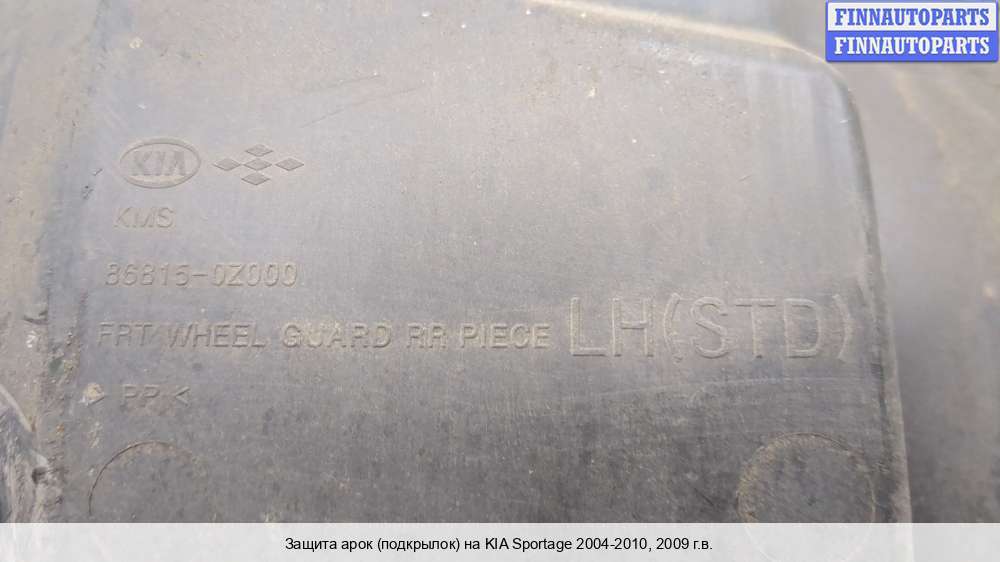 FINNAUTOPARTS
FINNAUTOPARTS
KIA
KMS
86815-0Z000
FRT WHEEL GUARD RR PIECE LH(STD)
> PP <
Защита арок (подкрылок) на KIA Sportage 2004-2010, 2009 г.в.